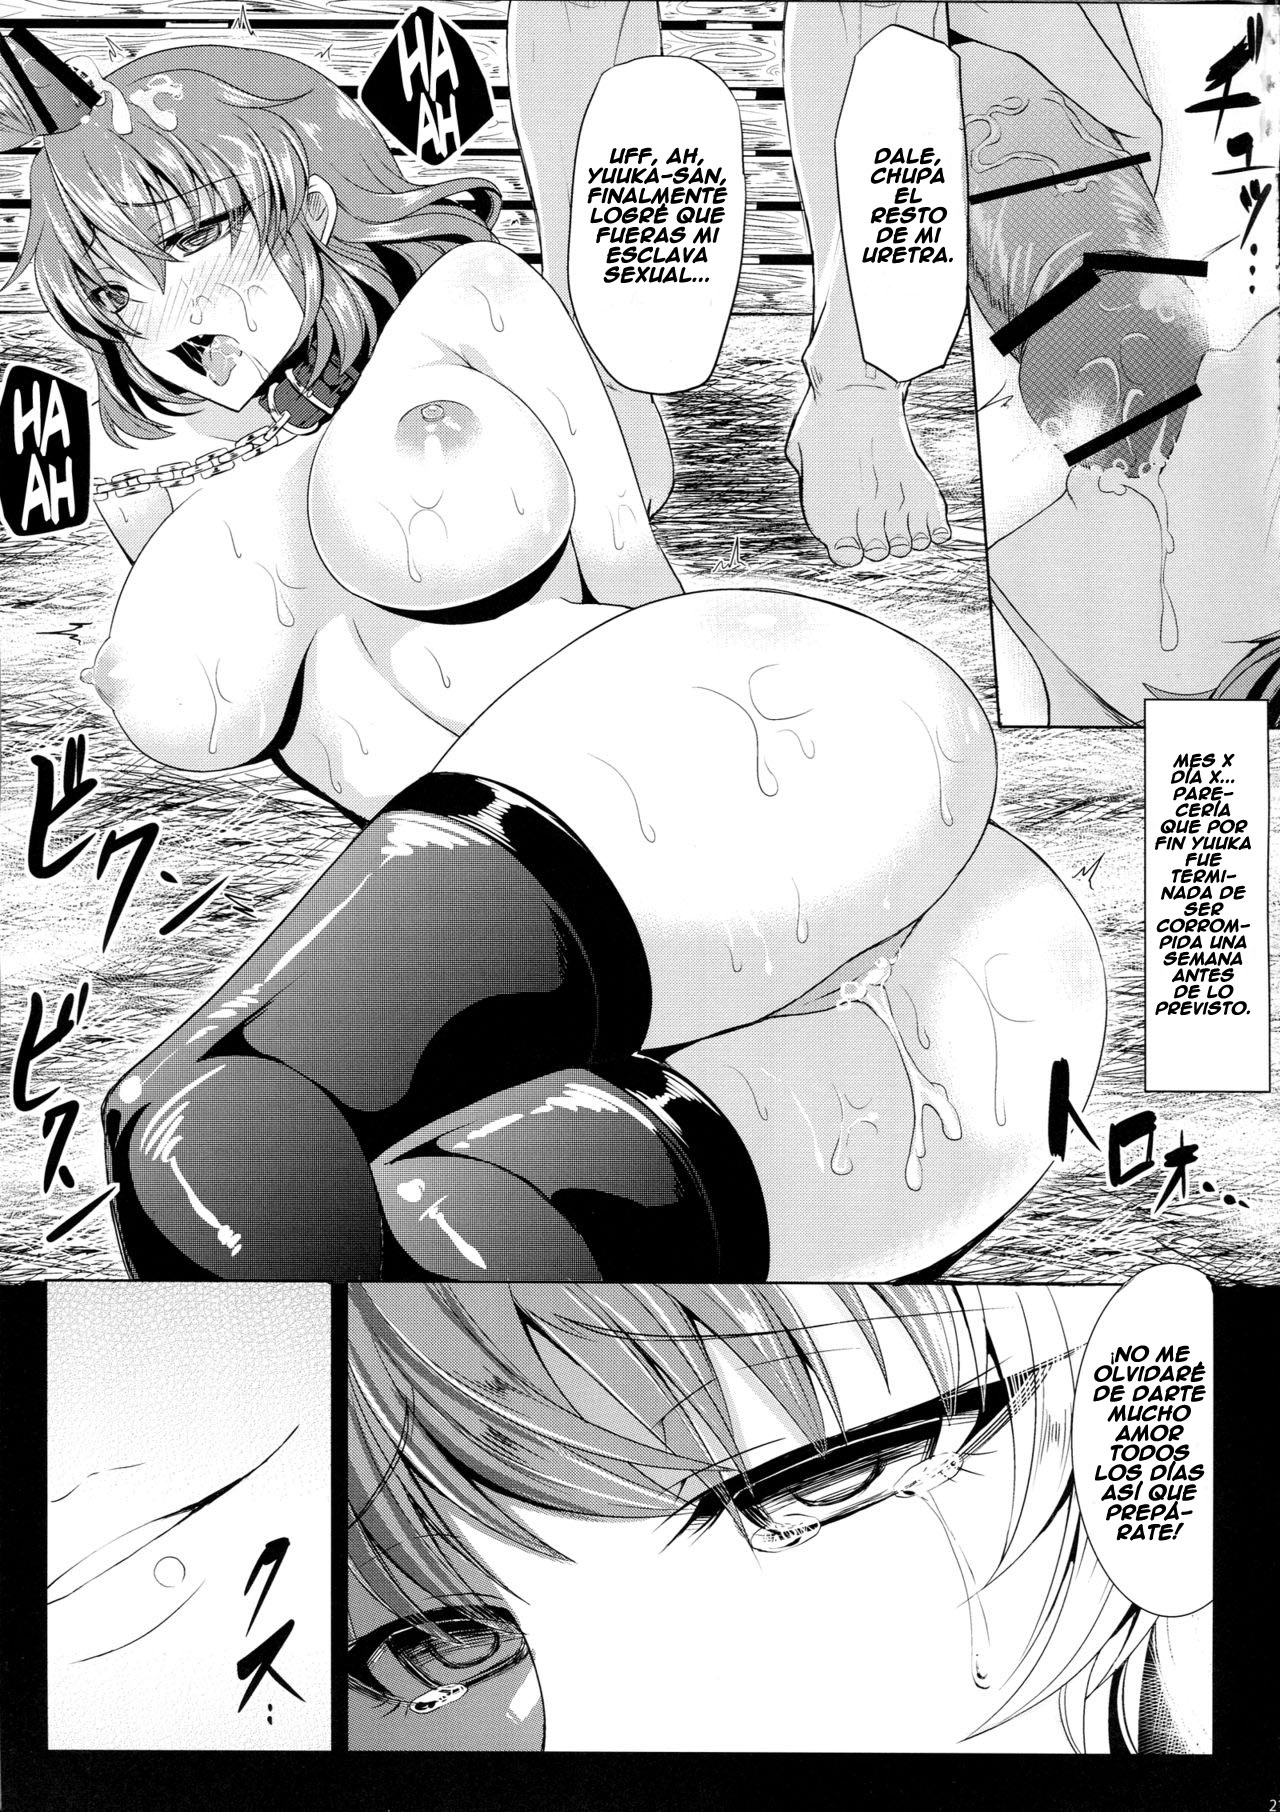 ギュッ…
DALE,
CHUPA
EL
RESTO
DE MI
URETRA.
UFF, AH,
YUUKA-SAN,
FINALMENTE
LOGRÉ QUE
FUERAS MI
ESCLAVA
SEXUAL...
HA
AH
HA
AH
MES X
DÍA X...
PARE-
CERÍA
QUE POR
FIN YUUKA
FUE
TERMI-
NADA DE
SER
CORROM-
PIDA UNA
SEMANA
ANTES
DE LO
PREVISTO.
ビクン
ビクン
トロォ…
¡NO ME
OLVIDARÉ
DE DARTE
MUCHO
AMOR
TODOS
LOS DÍAS
ASÍ QUE
PREPÁ-
RATE!
クス…